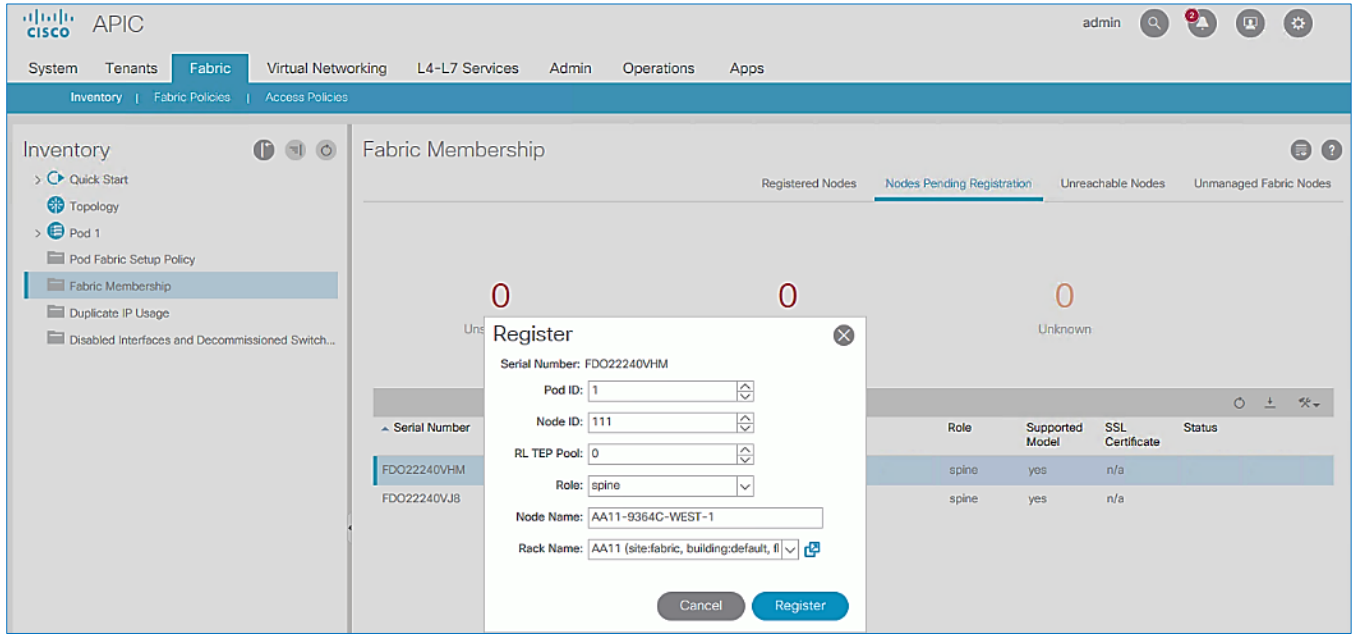 CISCO APIC admin 2
System Tenants Fabric Virtual Networking L4-L7 Services Admin Operations Apps
Inventory | Fabric Policies | Access Policies
Inventory
Quick Start
Topology
Pod 1
Pod Fabric Setup Policy
Fabric Membership
Duplicate IP Usage
Disabled Interfaces and Decommissioned Switch...
Fabric Membership
Registered Nodes Nodes Pending Registration Unreachable Nodes Unmanaged Fabric Nodes
0 0 0
Uns Unknown
Register
Serial Number: FDO22240VHM
Pod ID: 1
Node ID: 111
RL TEP Pool: 0
Role: spine
Node Name: AA11-9364C-WEST-1
Rack Name: AA11 (site:fabric, building:default, fl
Cancel Register
Serial Number Role Supported Model SSL Certificate Status
FDO22240VHM spine yes n/a
FDO22240VJ8 spine yes n/a